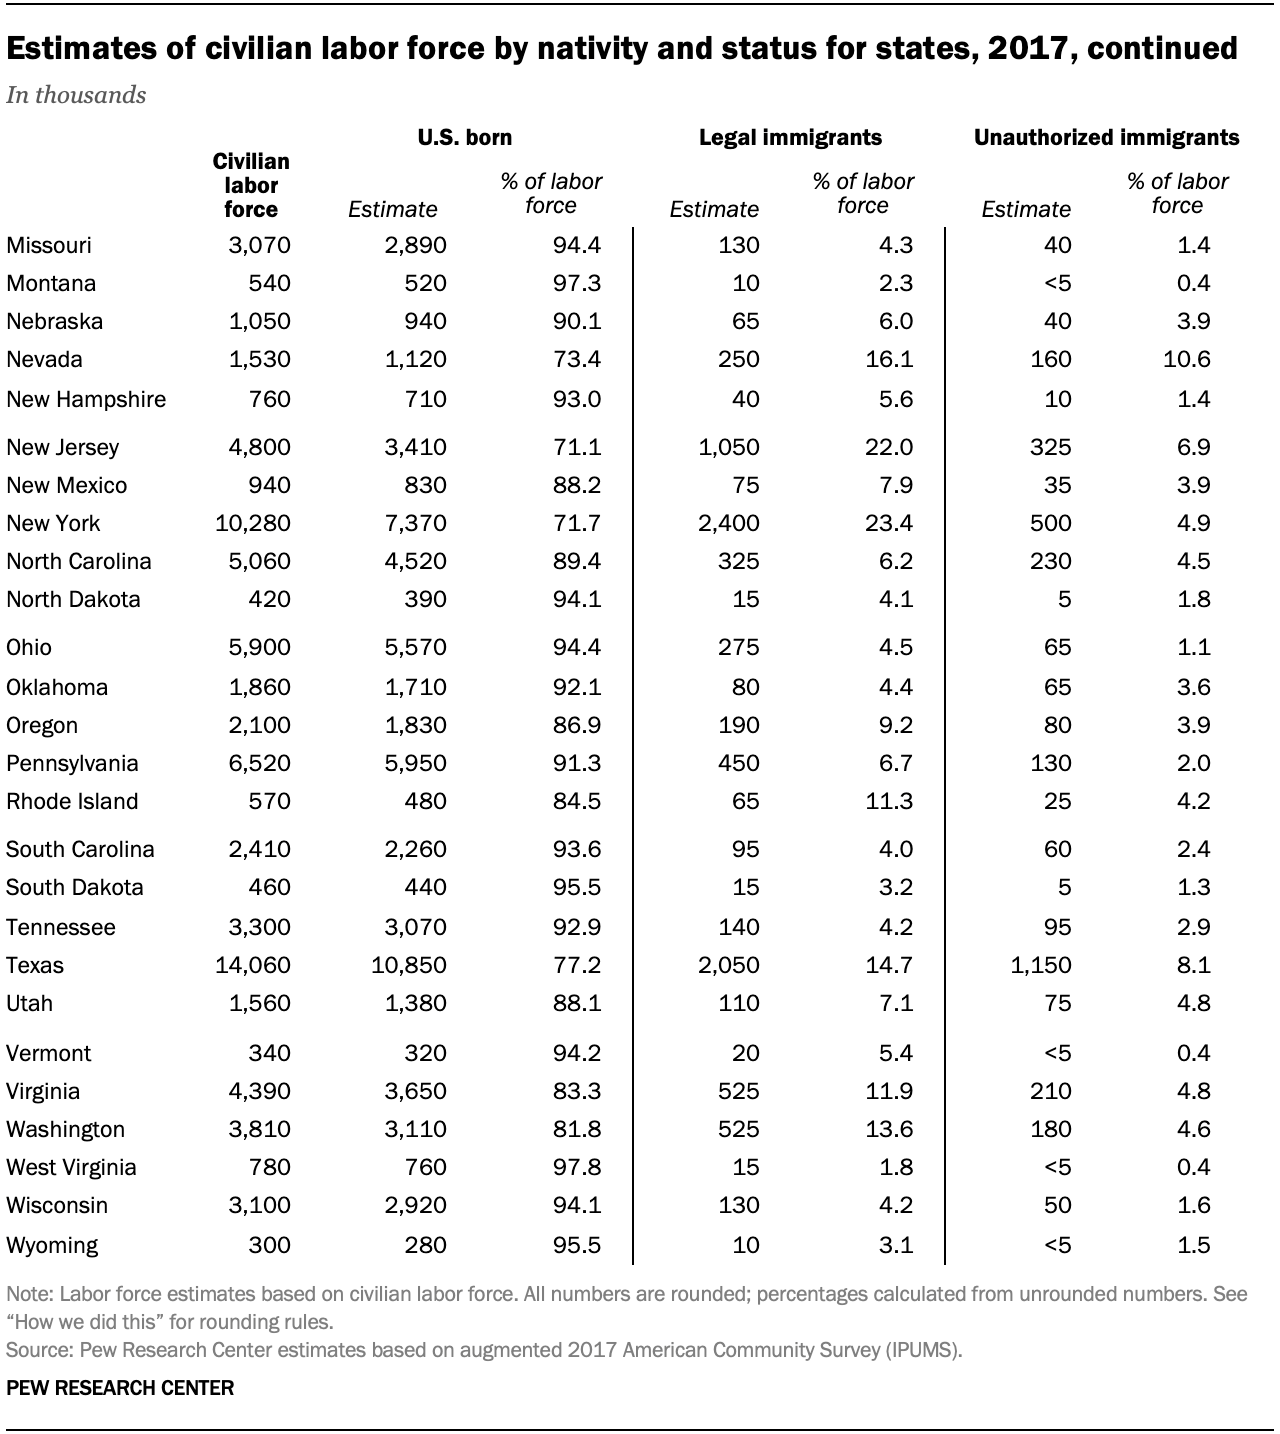 Estimates of civilian labor force by nativity and status for states, 2017, continued
In thousands
U.S. born Legal immigrants Unauthorized immigrants
Civilian labor force Estimate % of labor force Estimate % of labor force Estimate % of labor force
Missouri 3,070 2,890 94.4 130 4.3 40 1.4
Montana 540 520 97.3 10 2.3 <5 0.4
Nebraska 1,050 940 90.1 65 6.0 40 3.9
Nevada 1,530 1,120 73.4 250 16.1 160 10.6
New Hampshire 760 710 93.0 40 5.6 10 1.4
New Jersey 4,800 3,410 71.1 1,050 22.0 325 6.9
New Mexico 940 830 88.2 75 7.9 35 3.9
New York 10,280 7,370 71.7 2,400 23.4 500 4.9
North Carolina 5,060 4,520 89.4 325 6.2 230 4.5
North Dakota 420 390 94.1 15 4.1 5 1.8
Ohio 5,900 5,570 94.4 275 4.5 65 1.1
Oklahoma 1,860 1,710 92.1 80 4.4 65 3.6
Oregon 2,100 1,830 86.9 190 9.2 80 3.9
Pennsylvania 6,520 5,950 91.3 450 6.7 130 2.0
Rhode Island 570 480 84.5 65 11.3 25 4.2
South Carolina 2,410 2,260 93.6 95 4.0 60 2.4
South Dakota 460 440 95.5 15 3.2 5 1.3
Tennessee 3,300 3,070 92.9 140 4.2 95 2.9
Texas 14,060 10,850 77.2 2,050 14.7 1,150 8.1
Utah 1,560 1,380 88.1 110 7.1 75 4.8
Vermont 340 320 94.2 20 5.4 <5 0.4
Virginia 4,390 3,650 83.3 525 11.9 210 4.8
Washington 3,810 3,110 81.8 525 13.6 180 4.6
West Virginia 780 760 97.8 15 1.8 <5 0.4
Wisconsin 3,100 2,920 94.1 130 4.2 50 1.6
Wyoming 300 280 95.5 10 3.1 <5 1.5
Note: Labor force estimates based on civilian labor force. All numbers are rounded; percentages calculated from unrounded numbers. See
“How we did this” for rounding rules.
Source: Pew Research Center estimates based on augmented 2017 American Community Survey (IPUMS).
PEW RESEARCH CENTER